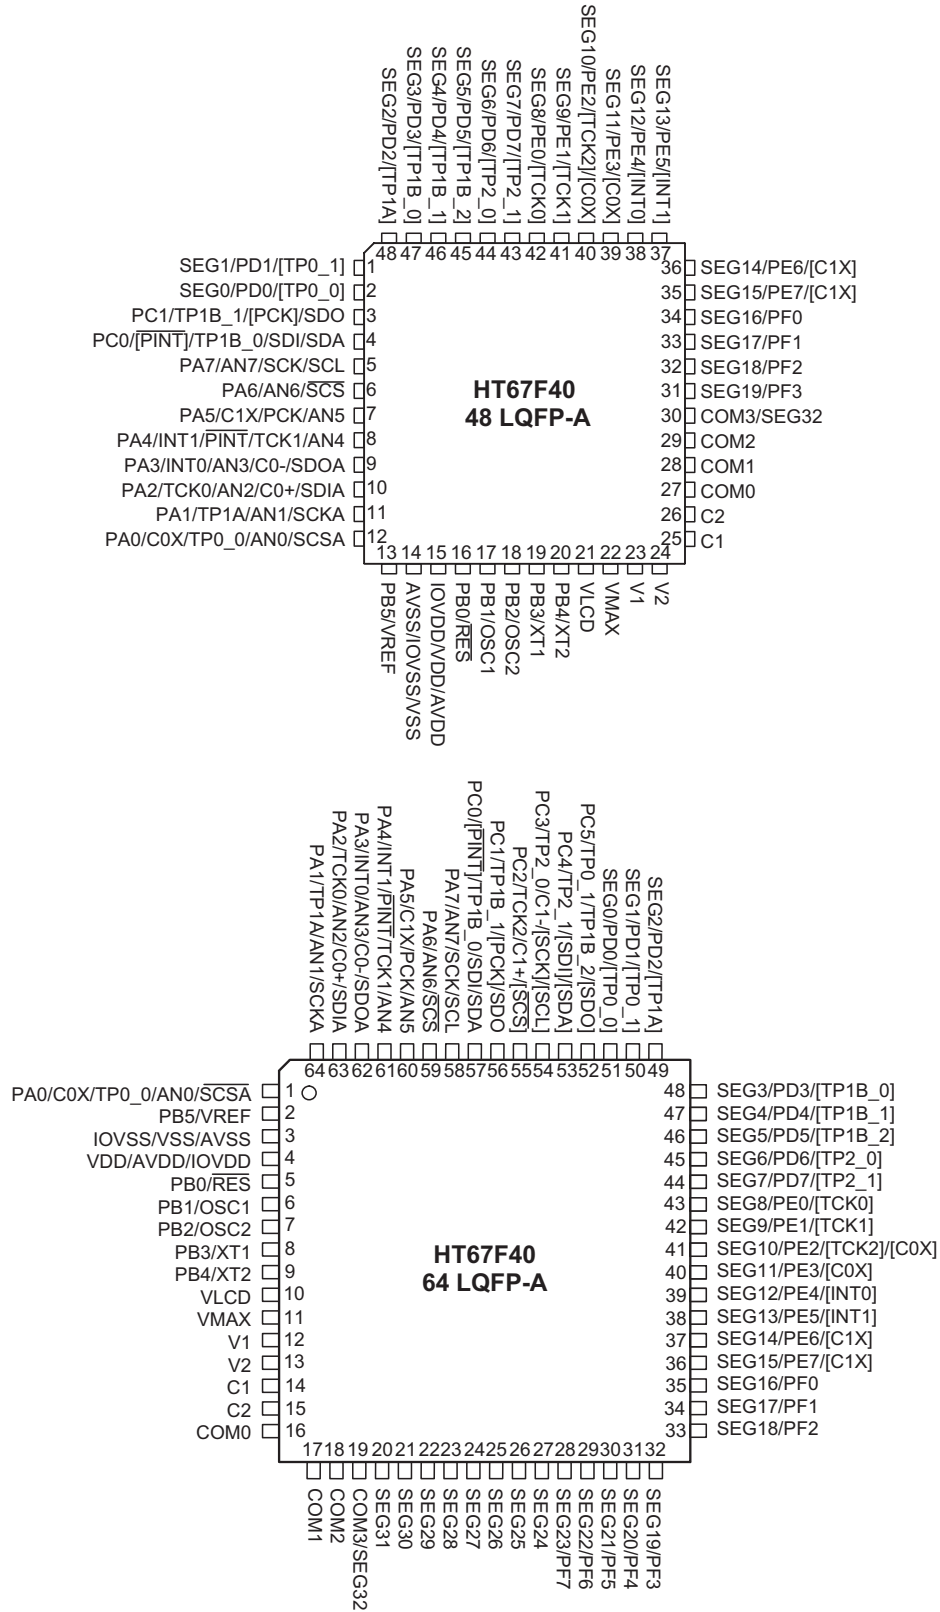 SEG2/PD2/[TP1A]
SEG3/PD3/[TP1B_0]
SEG4/PD4/[TP1B_1]
SEG5/PD5/[TP1B_2]
SEG6/PD6/[TP2_0]
SEG7/PD7/[TP2_1]
SEG8/PE0/[TCK0]
SEG9/PE1/[TCK1]
SEG10/PE2/[TCK2]/[C0X]
SEG11/PE3/[C0X]
SEG12/PE4/[INT0]
SEG13/PE5/[INT1]
48 47 46 45 44 43 42 41 40 39 38 37
SEG1/PD1/[TP0_1] 1
SEG0/PD0/[TP0_0] 2
PC1/TP1B_1/[PCK]/SDO 3
PC0/[PINT]/TP1B_0/SDI/SDA 4
PA7/AN7/SCK/SCL 5
PA6/AN6/SCS 6
PA5/C1X/PCK/AN5 7
PA4/INT1/PINT/TCK1/AN4 8
PA3/INT0/AN3/C0-/SDOA 9
PA2/TCK0/AN2/C0+/SDIA 10
PA1/TP1A/AN1/SCKA 11
PA0/C0X/TP0_0/AN0/SCSA 12
HT67F40
48 LQFP-A
36 SEG14/PE6/[C1X]
35 SEG15/PE7/[C1X]
34 SEG16/PF0
33 SEG17/PF1
32 SEG18/PF2
31 SEG19/PF3
30 COM3/SEG32
29 COM2
28 COM1
27 COM0
26 C2
25 C1
13 14 15 16 17 18 19 20 21 22 23 24
PB5/VREF
AVSS/IOVSS/VSS
IOVDD/VDD/AVDD
PB0/RES
PB1/OSC1
PB2/OSC2
PB3/XT1
PB4/XT2
VLCD
VMAX
V1
V2
PA1/TP1A/AN1/SCKA
PA2/TCK0/AN2/C0+/SDIA
PA3/INT0/AN3/C0-/SDOA
PA4/INT1/PINT/TCK1/AN4
PA5/C1X/PCK/AN5
PA6/AN6/SCS
PA7/AN7/SCK/SCL
PC0/[PINT]/TP1B_0/SDI/SDA
PC1/TP1B_1/[PCK]/SDO
PC2/TCK2/C1+/[SCS]
PC3/TP2_0/C1-/[SCK]/[SCL]
PC4/TP2_1/[SDI]/[SDA]
PC5/TP0_1/TP1B_2/[SDO]
SEG0/PD0/[TP0_0]
SEG1/PD1/[TP0_1]
SEG2/PD2/[TP1A]
64 63 62 61 60 59 58 57 56 55 54 53 52 51 50 49
PA0/C0X/TP0_0/AN0/SCSA 1
PB5/VREF 2
IOVSS/VSS/AVSS 3
VDD/AVDD/IOVDD 4
PB0/RES 5
PB1/OSC1 6
PB2/OSC2 7
PB3/XT1 8
PB4/XT2 9
VLCD 10
VMAX 11
V1 12
V2 13
C1 14
C2 15
COM0 16
HT67F40
64 LQFP-A
48 SEG3/PD3/[TP1B_0]
47 SEG4/PD4/[TP1B_1]
46 SEG5/PD5/[TP1B_2]
45 SEG6/PD6/[TP2_0]
44 SEG7/PD7/[TP2_1]
43 SEG8/PE0/[TCK0]
42 SEG9/PE1/[TCK1]
41 SEG10/PE2/[TCK2]/[C0X]
40 SEG11/PE3/[C0X]
39 SEG12/PE4/[INT0]
38 SEG13/PE5/[INT1]
37 SEG14/PE6/[C1X]
36 SEG15/PE7/[C1X]
35 SEG16/PF0
34 SEG17/PF1
33 SEG18/PF2
17 18 19 20 21 22 23 24 25 26 27 28 29 30 31 32
COM1
COM2
COM3/SEG32
SEG31
SEG30
SEG29
SEG28
SEG27
SEG26
SEG25
SEG24
SEG23/PF7
SEG22/PF6
SEG21/PF5
SEG20/PF4
SEG19/PF3